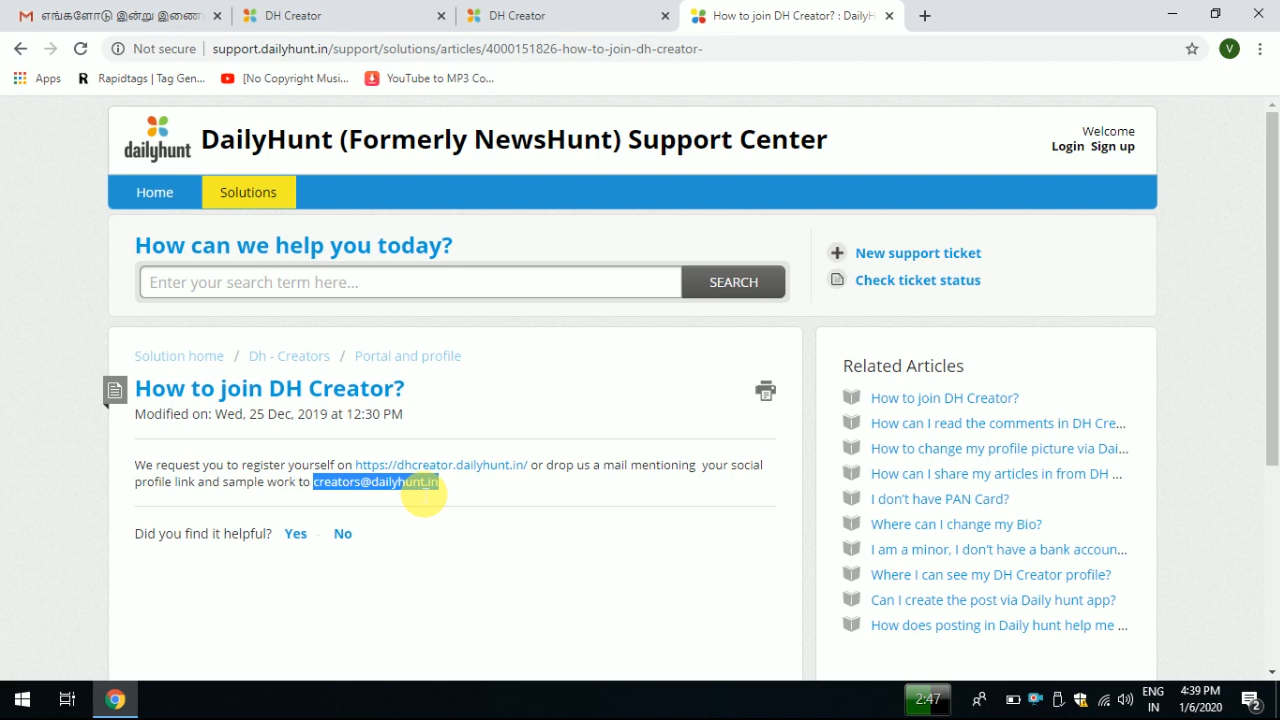 எங்களோடு இன்று இணை
DH Creator
DH Creator
How to join DH Creator? : DailyH
Not secure
support.dailyhunt.in/support/solutions/articles/4000151826-how-to-join-dh-creator-
V
Apps
R Rapidtags | Tag Gen...
[No Copyright Musi...
YouTube to MP3 Co...
dailyhunt
DailyHunt (Formerly NewsHunt) Support Center
Welcome
Login Sign up
Home
Solutions
How can we help you today?
Enter your search term here...
SEARCH
New support ticket
Check ticket status
Solution home / Dh - Creators / Portal and profile
How to join DH Creator?
Modified on: Wed, 25 Dec, 2019 at 12:30 PM
We request you to register yourself on https://dhcreator.dailyhunt.in/ or drop us a mail mentioning your social
profile link and sample work to creators@dailyhunt.in
Did you find it helpful? Yes No
Related Articles
How to join DH Creator?
How can I read the comments in DH Cre...
How to change my profile picture via Dai...
How can I share my articles in from DH ...
I don't have PAN Card?
Where can I change my Bio?
I am a minor, I don't have a bank accoun...
Where I can see my DH Creator profile?
Can I create the post via Daily hunt app?
How does posting in Daily hunt help me ...
2:47
ENG
IN
4:39 PM
1/6/2020
2